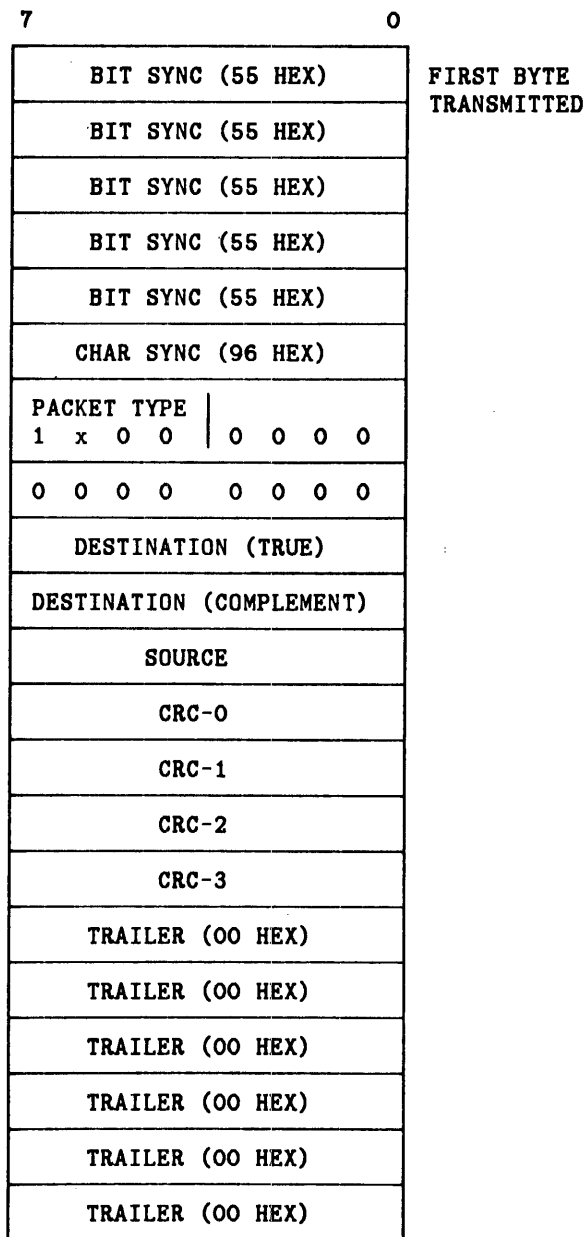 7 0
BIT SYNC (55 HEX) FIRST BYTE
TRANSMITTED
BIT SYNC (55 HEX)
BIT SYNC (55 HEX)
BIT SYNC (55 HEX)
BIT SYNC (55 HEX)
CHAR SYNC (96 HEX)
PACKET TYPE
1 x 0 0 0 0 0 0
0 0 0 0 0 0 0 0
DESTINATION (TRUE)
DESTINATION (COMPLEMENT)
SOURCE
CRC-0
CRC-1
CRC-2
CRC-3
TRAILER (00 HEX)
TRAILER (00 HEX)
TRAILER (00 HEX)
TRAILER (00 HEX)
TRAILER (00 HEX)
TRAILER (00 HEX)